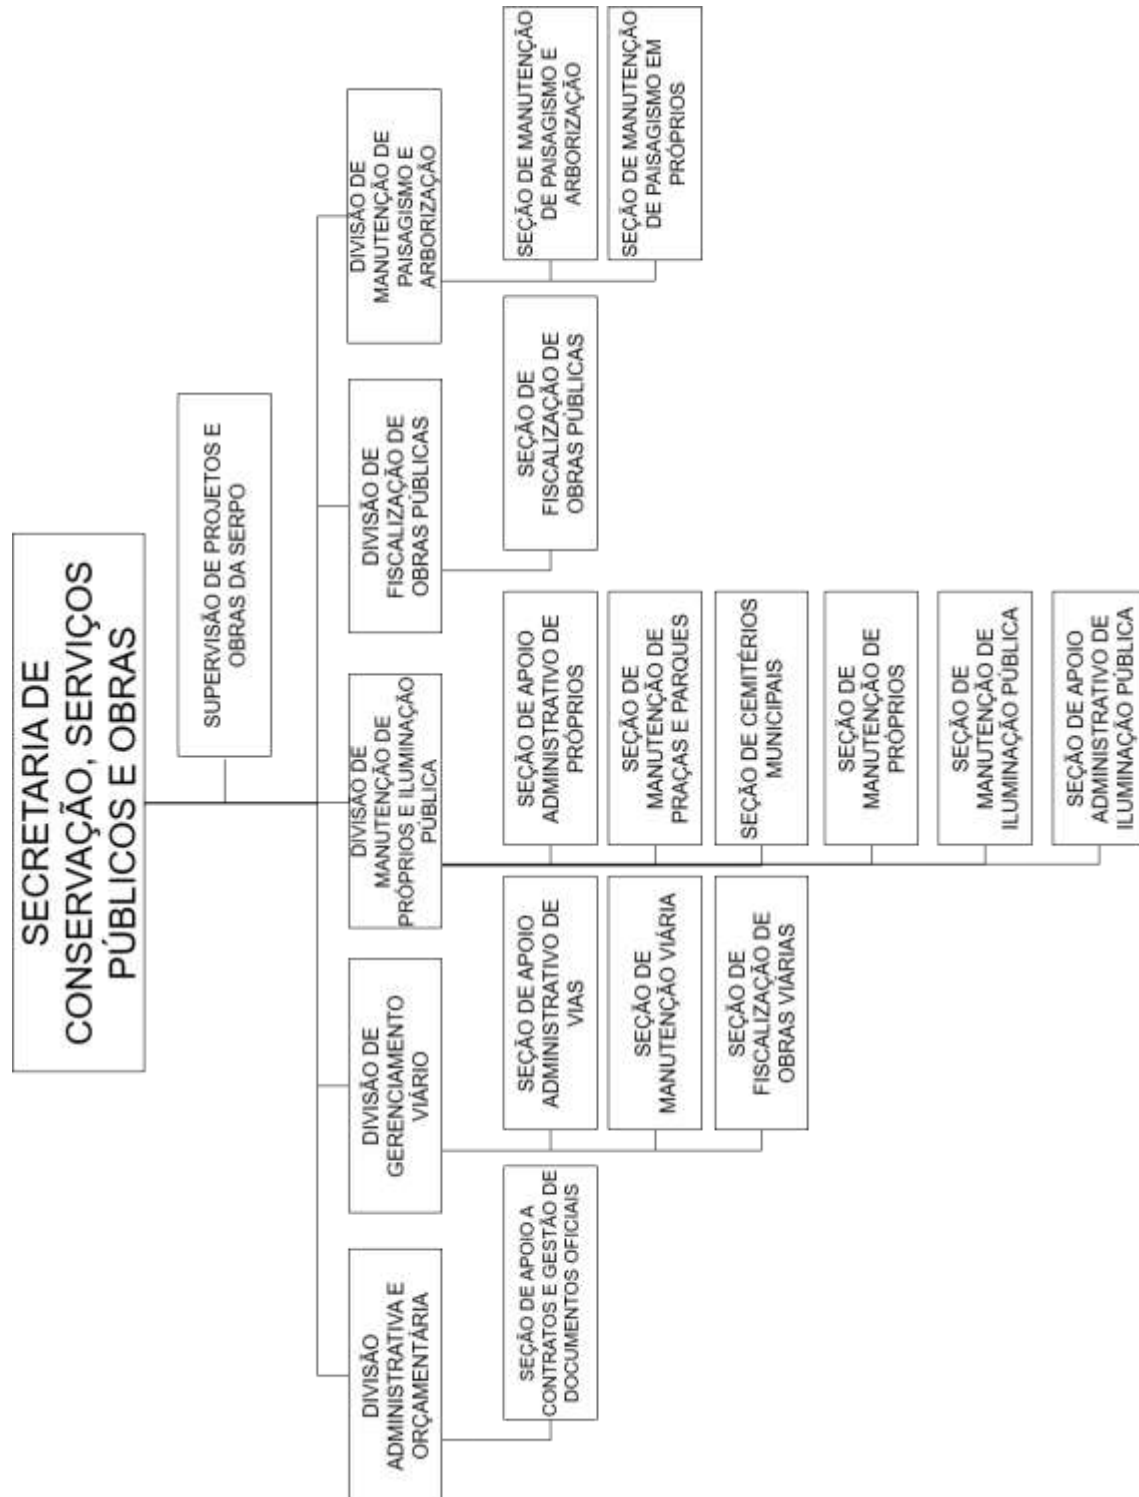 SECRETARIA DE
CONSERVAÇÃO, SERVIÇOS
PÚBLICOS E OBRAS
SUPERVISÃO DE PROJETOS E
OBRAS DA SERPO
DIVISÃO
ADMINISTRATIVA E
ORÇAMENTÁRIA
SEÇÃO DE APOIO A
CONTRATOS E GESTÃO DE
DOCUMENTOS OFICIAIS
DIVISÃO DE
GERENCIAMENTO
VIÁRIO
SEÇÃO DE APOIO
ADMINISTRATIVO DE
VIAS
SEÇÃO DE
MANUTENÇÃO VIÁRIA
SEÇÃO DE
FISCALIZAÇÃO DE
OBRAS VIÁRIAS
DIVISÃO DE
MANUTENÇÃO DE
PRÓPRIOS E ILUMINAÇÃO
PÚBLICA
SEÇÃO DE APOIO
ADMINISTRATIVO DE
PRÓPRIOS
SEÇÃO DE
MANUTENÇÃO DE
PRAÇAS E PARQUES
SEÇÃO DE CEMITÉRIOS
MUNICIPAIS
SEÇÃO DE
MANUTENÇÃO DE
PRÓPRIOS
SEÇÃO DE
MANUTENÇÃO DE
ILUMINAÇÃO PÚBLICA
SEÇÃO DE APOIO
ADMINISTRATIVO DE
ILUMINAÇÃO PÚBLICA
DIVISÃO DE
FISCALIZAÇÃO DE
OBRAS PÚBLICAS
SEÇÃO DE
FISCALIZAÇÃO DE
OBRAS PÚBLICAS
DIVISÃO DE
MANUTENÇÃO DE
PAISAGISMO E
ARBORIZAÇÃO
SEÇÃO DE MANUTENÇÃO
DE PAISAGISMO E
ARBORIZAÇÃO
SEÇÃO DE MANUTENÇÃO
DE PAISAGISMO EM
PRÓPRIOS